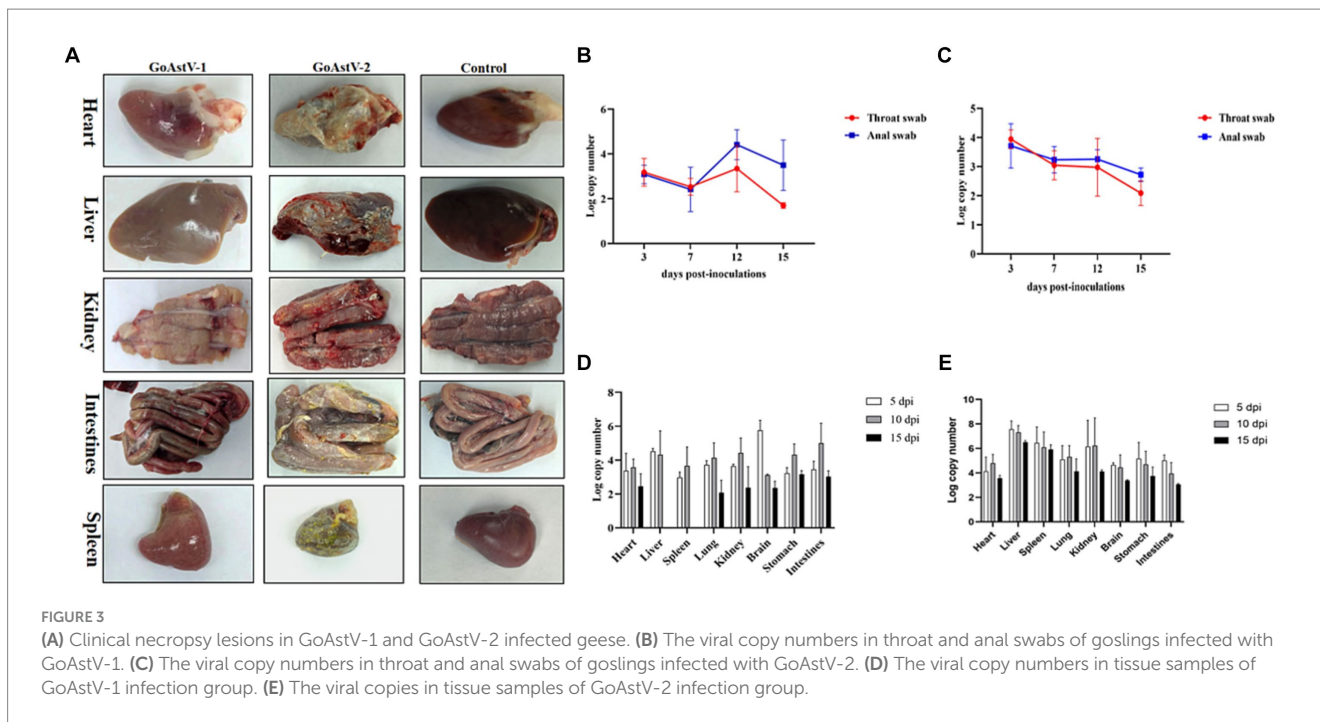 A
GoAstV-1
GoAstV-2
Control
Heart
Liver
Kidney
Intestines
Spleen
B
Log copy number
6
4
2
0
3
7
12
15
days post-inoculations
Throat swab
Anal swab
C
Log copy number
5
4
3
2
1
0
3
7
12
15
days post-inoculations
Throat swab
Anal swab
D
Log copy number
8
6
4
2
0
Heart
Liver
Spleen
Lung
Kidney
Brain
Stomach
Intestines
5 dpi
10 dpi
15 dpi
E
Log copy number
10
8
6
4
2
0
Heart
Liver
Spleen
Lung
Kidney
Brain
Stomach
Intestines
5 dpi
10 dpi
15 dpi
FIGURE 3
(A) Clinical necropsy lesions in GoAstV-1 and GoAstV-2 infected geese. (B) The viral copy numbers in throat and anal swabs of goslings infected with
GoAstV-1. (C) The viral copy numbers in throat and anal swabs of goslings infected with GoAstV-2. (D) The viral copy numbers in tissue samples of
GoAstV-1 infection group. (E) The viral copies in tissue samples of GoAstV-2 infection group.